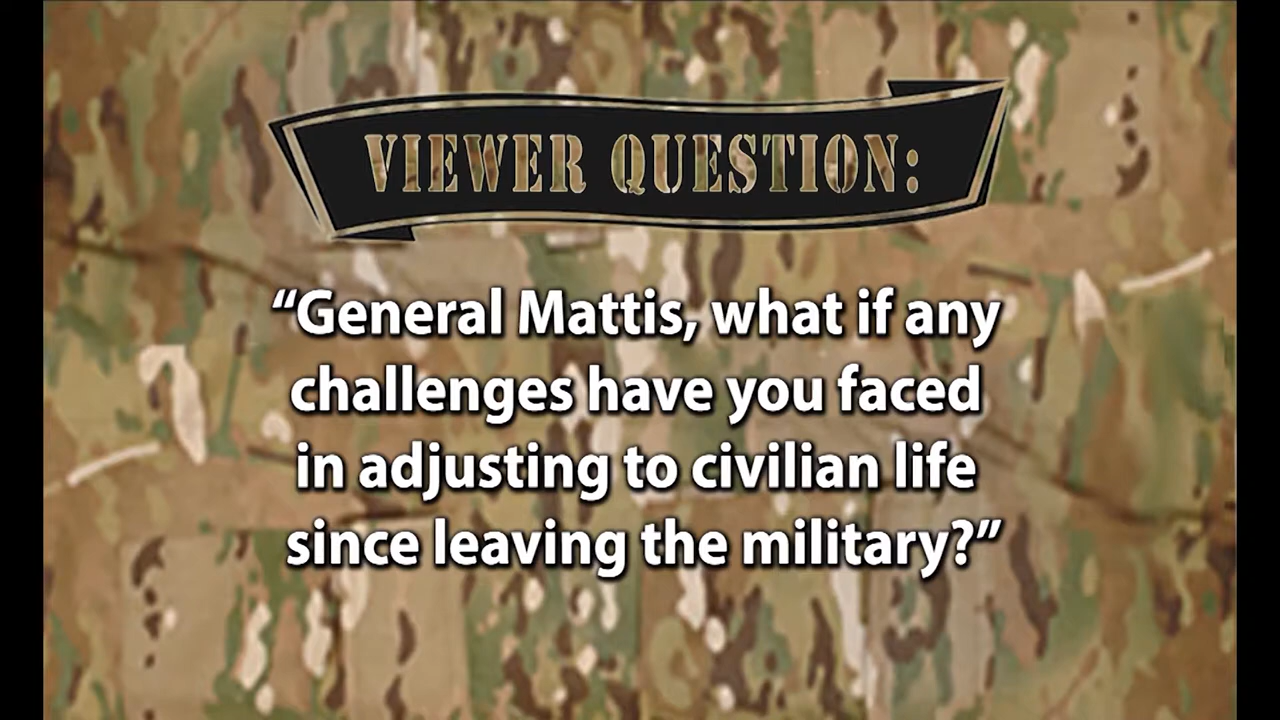 VIEWER QUESTION:
“General Mattis, what if any
challenges have you faced
in adjusting to civilian life
since leaving the military?”